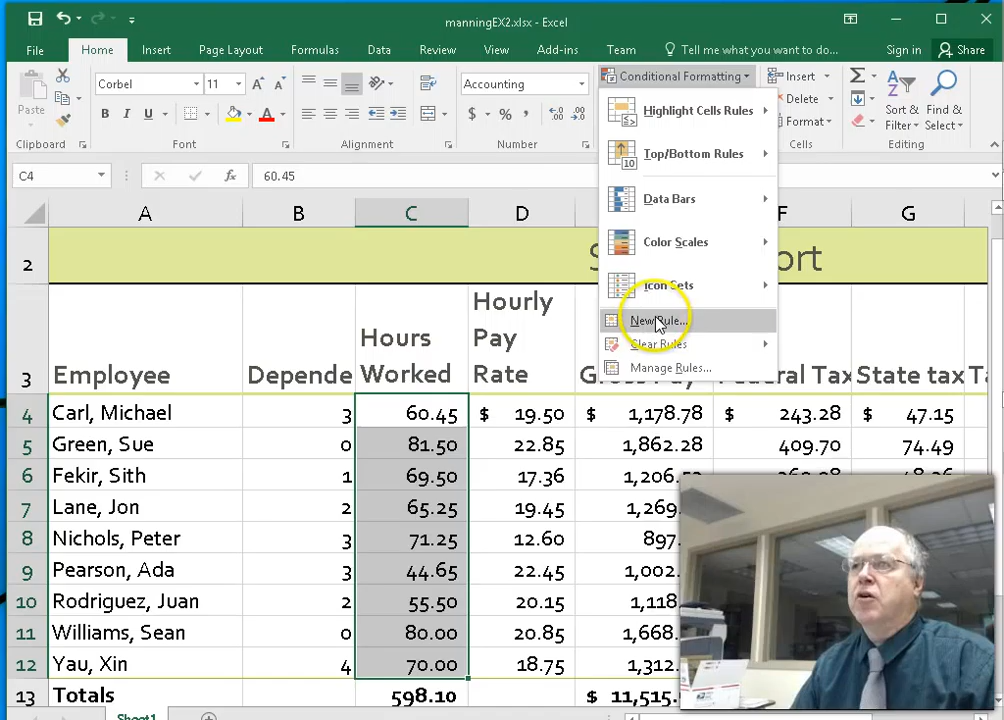 manningEX2.xlsx - Excel
File Home Insert Page Layout Formulas Data Review View Add-ins Team Tell me what you want to do... Sign in Share
Paste
Corbel 11
B I U
Accounting
$ % ,
Conditional Formatting
Insert
Delete
Format
Sort & Filter
Find & Select
Clipboard Font Alignment Number Cells Editing
Highlight Cells Rules
Top/Bottom Rules
Data Bars
Color Scales
Icon Sets
New Rule...
Clear Rules
Manage Rules...
C4 60.45
A B C D F G
2
3 Employee Depende Hours Worked Hourly Pay Rate Gross Pay Federal Tax State tax
4 Carl, Michael 3 60.45 $ 19.50 $ 1,178.78 $ 243.28 $ 47.15
5 Green, Sue 0 81.50 22.85 1,862.28 409.70 74.49
6 Fekir, Sith 1 69.50 17.36
7 Lane, Jon 2 65.25 19.45
8 Nichols, Peter 3 71.25 12.60
9 Pearson, Ada 3 44.65 22.45
10 Rodriguez, Juan 2 55.50 20.15
11 Williams, Sean 0 80.00 20.85
12 Yau, Xin 4 70.00 18.75
13 Totals 598.10
Sheet1